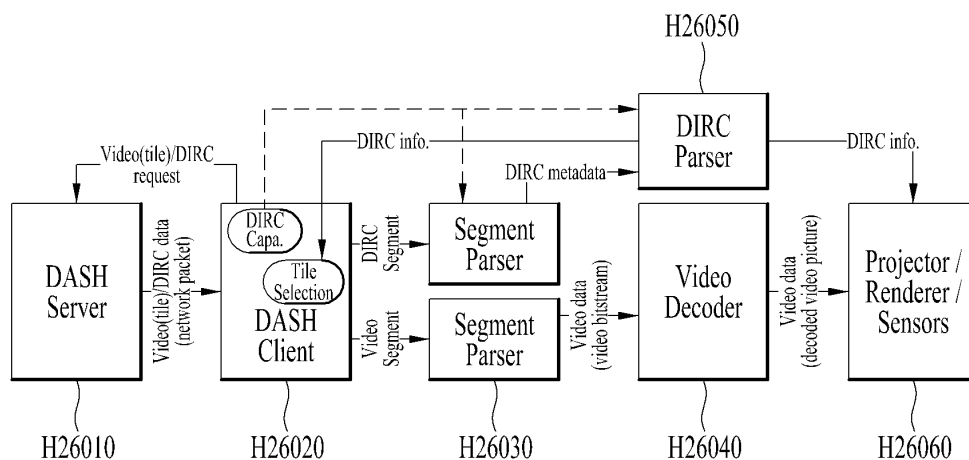 H26050
DIRC
Parser
DIRC info.
DIRC info.
Video(tile)/DIRC
request
DIRC metadata
DASH
Server
Video(tile)/DIRC data
(network packet)
DIRC
Capa.
Tile
Selection
DASH
Client
DIRC
Segment
Segment
Parser
Video
Segment
Segment
Parser
Video data
(video bitstream)
Video
Decoder
Video data
(decoded video picture)
Projector /
Renderer /
Sensors
H26010
H26020
H26030
H26040
H26060